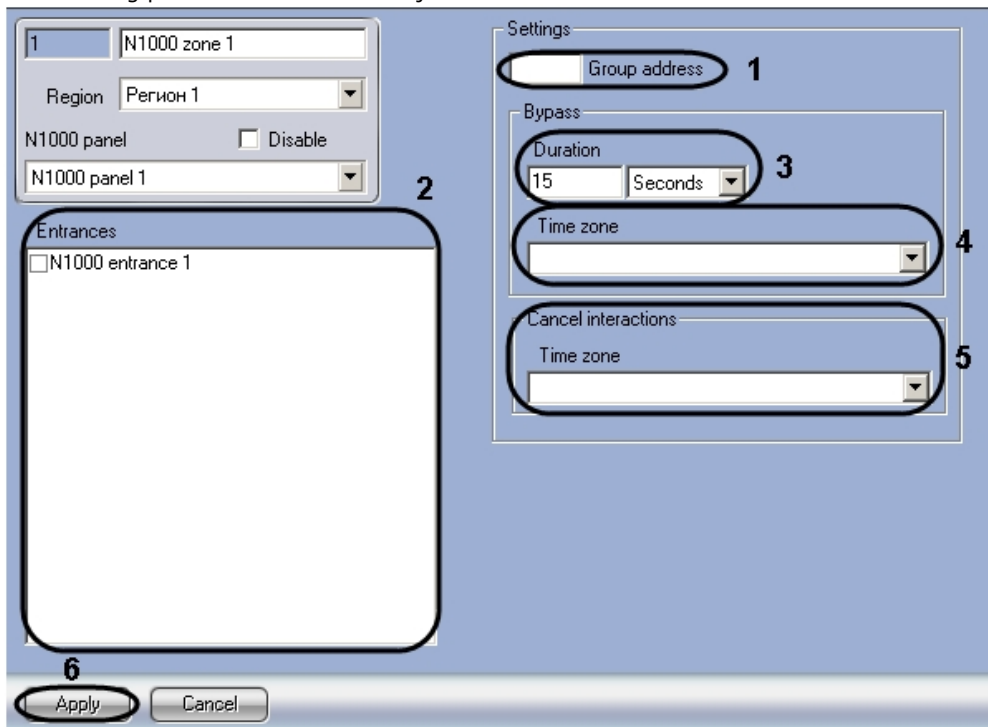 1 N1000 zone 1
Region Регион 1
N1000 panel Disable
N1000 panel 1
2
Entrances
N1000 entrance 1
Settings
Group address 1
Bypass
Duration
15 Seconds 3
Time zone
4
Cancel interactions
Time zone
5
6
Apply Cancel